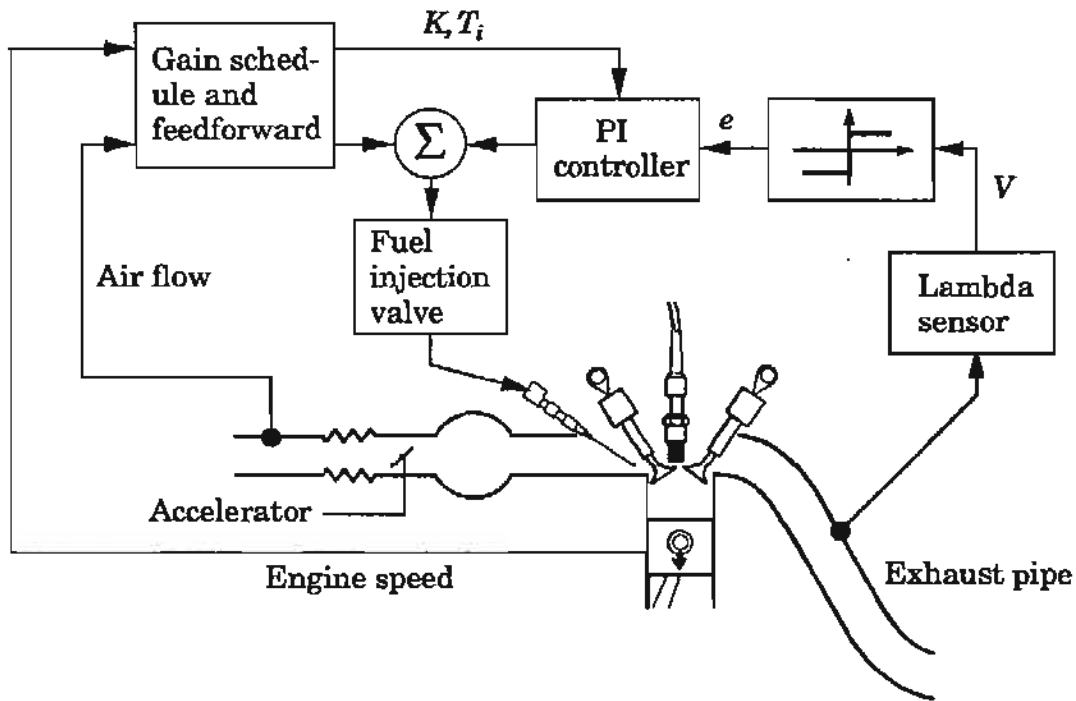 K, Tᵢ
Gain sched-
ule and
feedforward
Σ
PI
controller
e
V
Air flow
Fuel
injection
valve
Lambda
sensor
Accelerator
Engine speed
Exhaust pipe